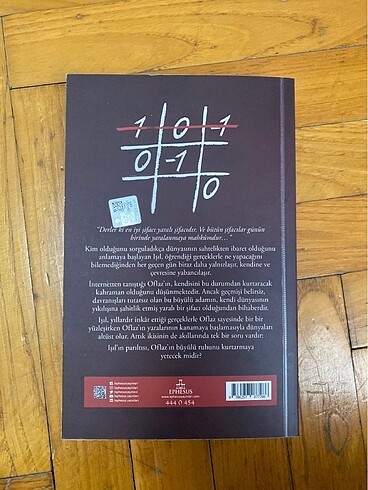 1 0 -1
0 -1
0
"Derler ki en iyi şifacı yaralı şifacıdır. Ve bütün şifacılar günün
birinde yaralanmaya mahkûmdur..."
Kim olduğunu sorguladıkça dünyasının sahtelikten ibaret olduğunu
anlamaya başlayan Işıl, öğrendiği gerçeklerle ne yapacağını
bilemediğinden her geçen gün biraz daha yalnızlaşır, kendine ve
çevresine yabancılaşır.
İnternetten tanıştığı Oflaz'ın, kendisini bu durumdan kurtaracak
kahraman olduğunu düşünmektedir. Ancak geçmişi belirsiz,
davranışları tutarsız olan bu büyülü adamın, kendi dünyasının
yıkılışına şahitlik etmiş yaralı bir şifacı olduğundan bihaberdir.
Işıl, yıllardır inkâr ettiği gerçeklerle Oflaz sayesinde bir bir
yüzleşirken Oflaz'ın yaralarının kanamaya başlamasıyla dünyaları
altüst olur. Artık ikisinin de akıllarında tek bir soru vardır:
Işıl'ın parıltısı, Oflaz'ın büyülü ruhunu kurtarmaya
yetecek midir?
EPHESUS
www.ephesusyayinlari.com
444 0 454